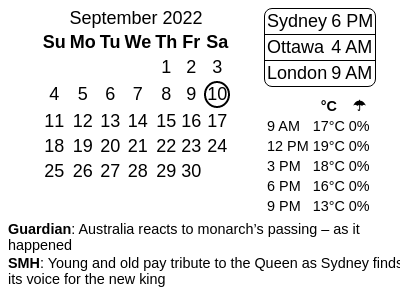 September 2022
Su Mo Tu We Th Fr Sa
1 2 3
4 5 6 7 8 9 10
11 12 13 14 15 16 17
18 19 20 21 22 23 24
25 26 27 28 29 30
Sydney 6 PM
Ottawa 4 AM
London 9 AM
°C ☂
9 AM 17°C 0%
12 PM 19°C 0%
3 PM 18°C 0%
6 PM 16°C 0%
9 PM 13°C 0%
Guardian: Australia reacts to monarch’s passing – as it
happened
SMH: Young and old pay tribute to the Queen as Sydney finds
its voice for the new king